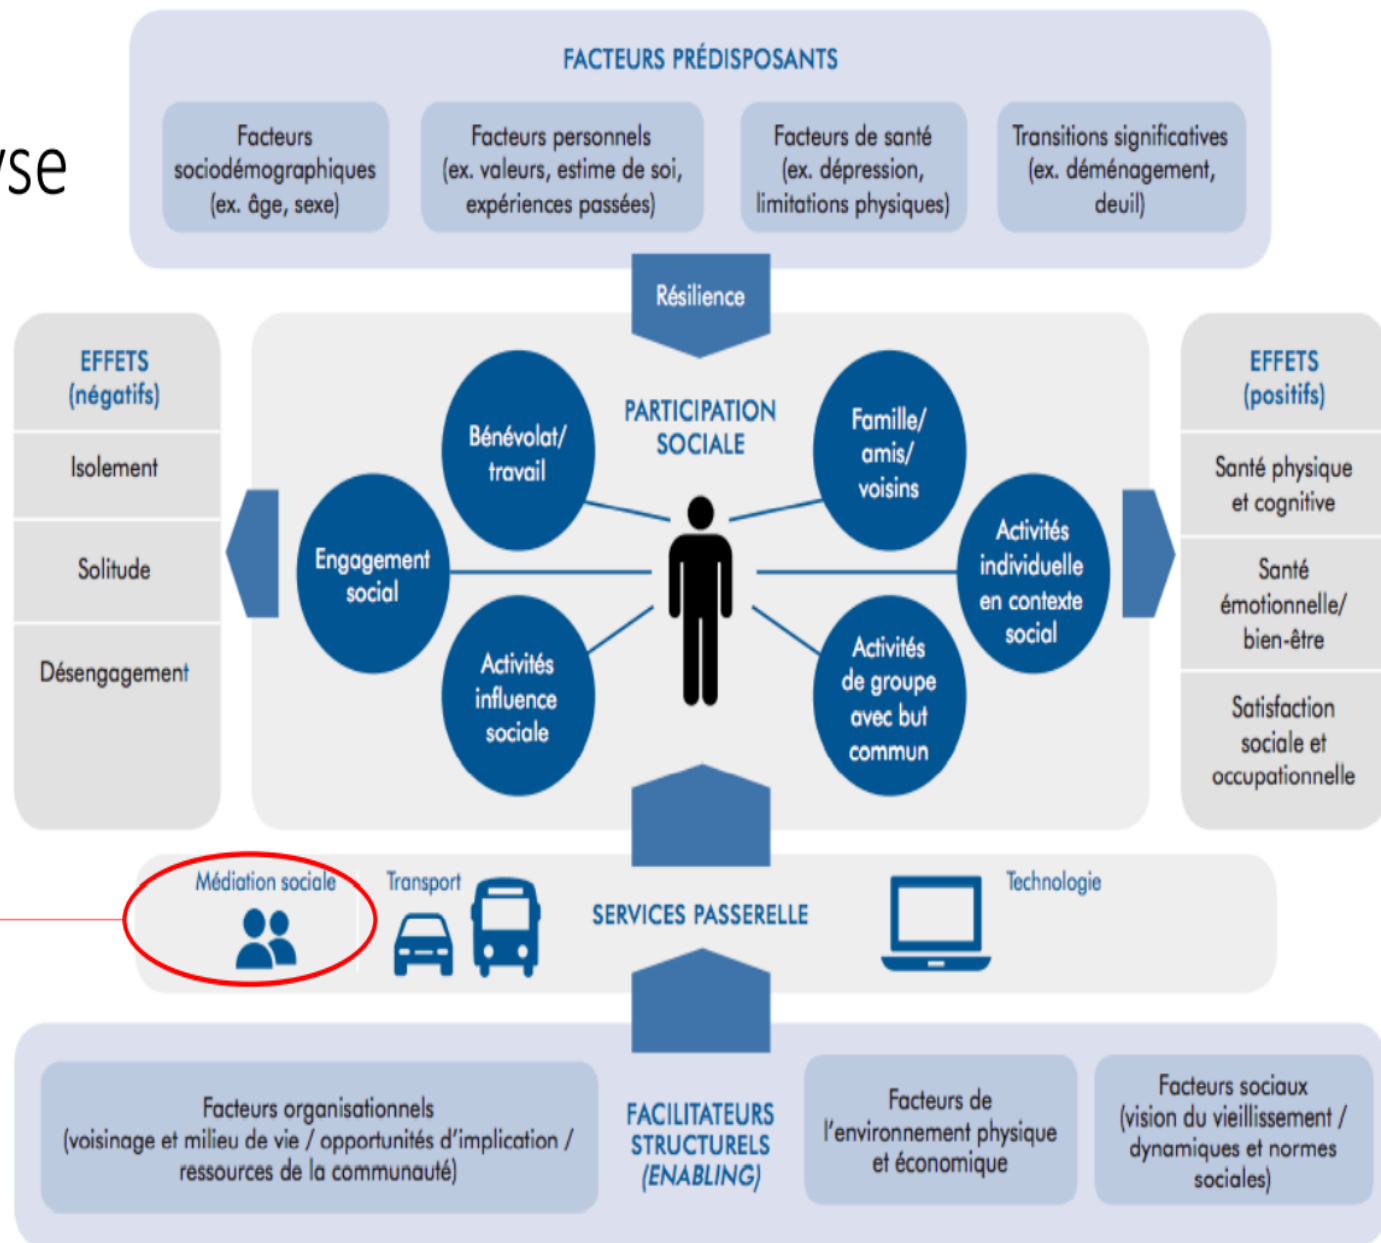 FACTEURS PRÉDISPOSANTS
Facteurs
sociodémographiques
(ex. âge, sexe)
Facteurs personnels
(ex. valeurs, estime de soi,
expériences passées)
Facteurs de santé
(ex. dépression,
limitations physiques)
Transitions significatives
(ex. déménagement,
deuil)
Résilience
EFFETS
(négatifs)
Isolement
Solitude
Désengagement
PARTICIPATION
SOCIALE
Bénévolat/
travail
Engagement
social
Activités
influence
sociale
Famille/
amis/
voisins
Activités
individuelle
en contexte
social
Activités
de groupe
avec but
commun
EFFETS
(positifs)
Santé physique
et cognitive
Santé
émotionnelle/
bien-être
Satisfaction
sociale et
occupationnelle
Médiation sociale
Transport
SERVICES PASSERELLE
Technologie
Facteurs organisationnels
(voisinage et milieu de vie / opportunités d'implication /
ressources de la communauté)
FACILITATEURS
STRUCTURELS
(ENABLING)
Facteurs de
l'environnement physique
et économique
Facteurs sociaux
(vision du vieillissement /
dynamiques et normes
sociales)